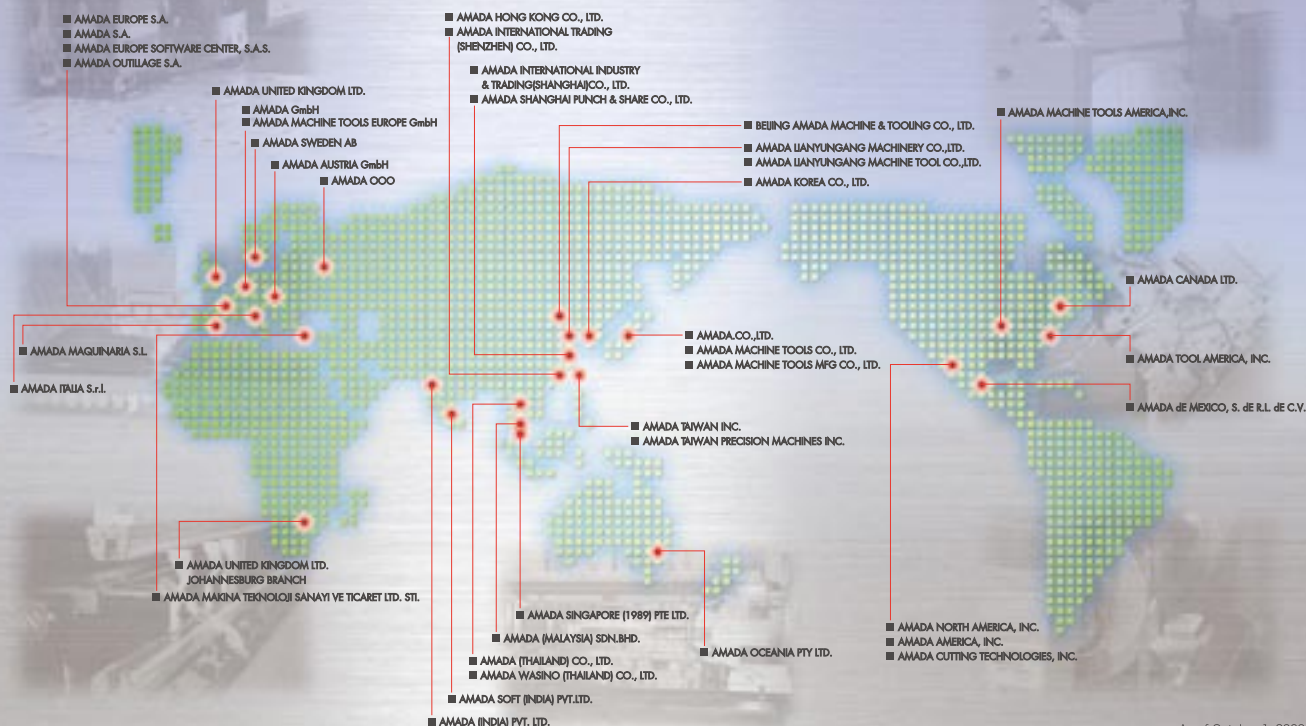 AMADA EUROPE S.A.
AMADA S.A.
AMADA EUROPE SOFTWARE CENTER, S.A.S.
AMADA OUTILLAGE S.A.
AMADA UNITED KINGDOM LTD.
AMADA GmbH
AMADA MACHINE TOOLS EUROPE GmbH
AMADA SWEDEN AB
AMADA AUSTRIA GmbH
AMADA OOO
AMADA HONG KONG CO., LTD.
AMADA INTERNATIONAL TRADING
(SHENZHEN) CO., LTD.
AMADA INTERNATIONAL INDUSTRY
& TRADING(SHANGHAI)CO., LTD.
AMADA SHANGHAI PUNCH & SHARE CO., LTD.
BEIJING AMADA MACHINE & TOOLING CO., LTD.
AMADA LIANYUNGANG MACHINERY CO.,LTD.
AMADA LIANYUNGANG MACHINE TOOL CO.,LTD.
AMADA KOREA CO., LTD.
AMADA MACHINE TOOLS AMERICA,INC.
AMADA CANADA LTD.
AMADA TOOL AMERICA, INC.
AMADA dE MEXICO, S. dE R.L. dE C.V.
AMADA MAQUINARIA S.L.
AMADA ITALIA S.r.l.
AMADA.CO.,LTD.
AMADA MACHINE TOOLS CO., LTD.
AMADA MACHINE TOOLS MFG CO., LTD.
AMADA TAIWAN INC.
AMADA TAIWAN PRECISION MACHINES INC.
AMADA UNITED KINGDOM LTD.
JOHANNESBURG BRANCH
AMADA MAKINA TEKNOLOJI SANAYI VE TICARET LTD. STI.
AMADA SINGAPORE (1989) PTE LTD.
AMADA (MALAYSIA) SDN.BHD.
AMADA (THAILAND) CO., LTD.
AMADA WASINO (THAILAND) CO., LTD.
AMADA SOFT (INDIA) PVT.LTD.
AMADA (INDIA) PVT. LTD.
AMADA OCEANIA PTY LTD.
AMADA NORTH AMERICA, INC.
AMADA AMERICA, INC.
AMADA CUTTING TECHNOLOGIES, INC.